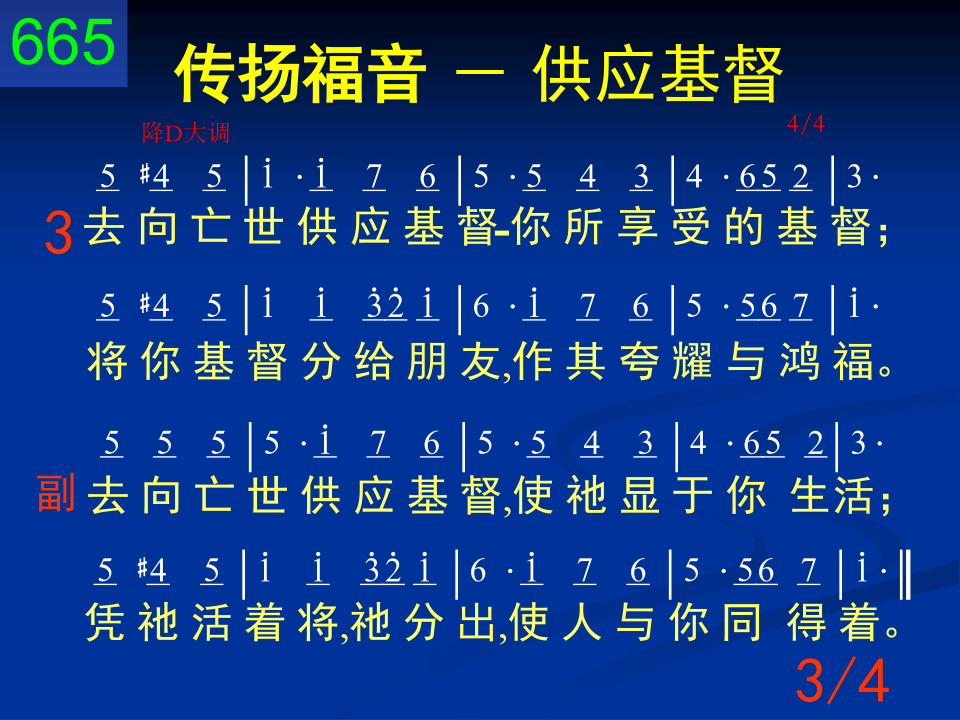 665
传扬福音 － 供应基督
降D大调 4/4
5 ♯4 5 | i · i 7 6 | 5 · 5 4 3 | 4 · 65 2 | 3 ·
3 去向亡世供应基督-你所享受的基督；
5 ♯4 5 | i i 3̇2̇ i | 6 · i 7 6 | 5 · 56 7 | i ·
将你基督分给朋友,作其夸耀与鸿福。
5 5 5 | 5 · i 7 6 | 5 · 5 4 3 | 4 · 65 2 | 3 ·
副 去向亡世供应基督,使祂显于你 生活；
5 ♯4 5 | i i 3̇2̇ i | 6 · i 7 6 | 5 · 56 7 | i · ‖
凭祂活着将,祂分出,使人与你同 得着。
3/4